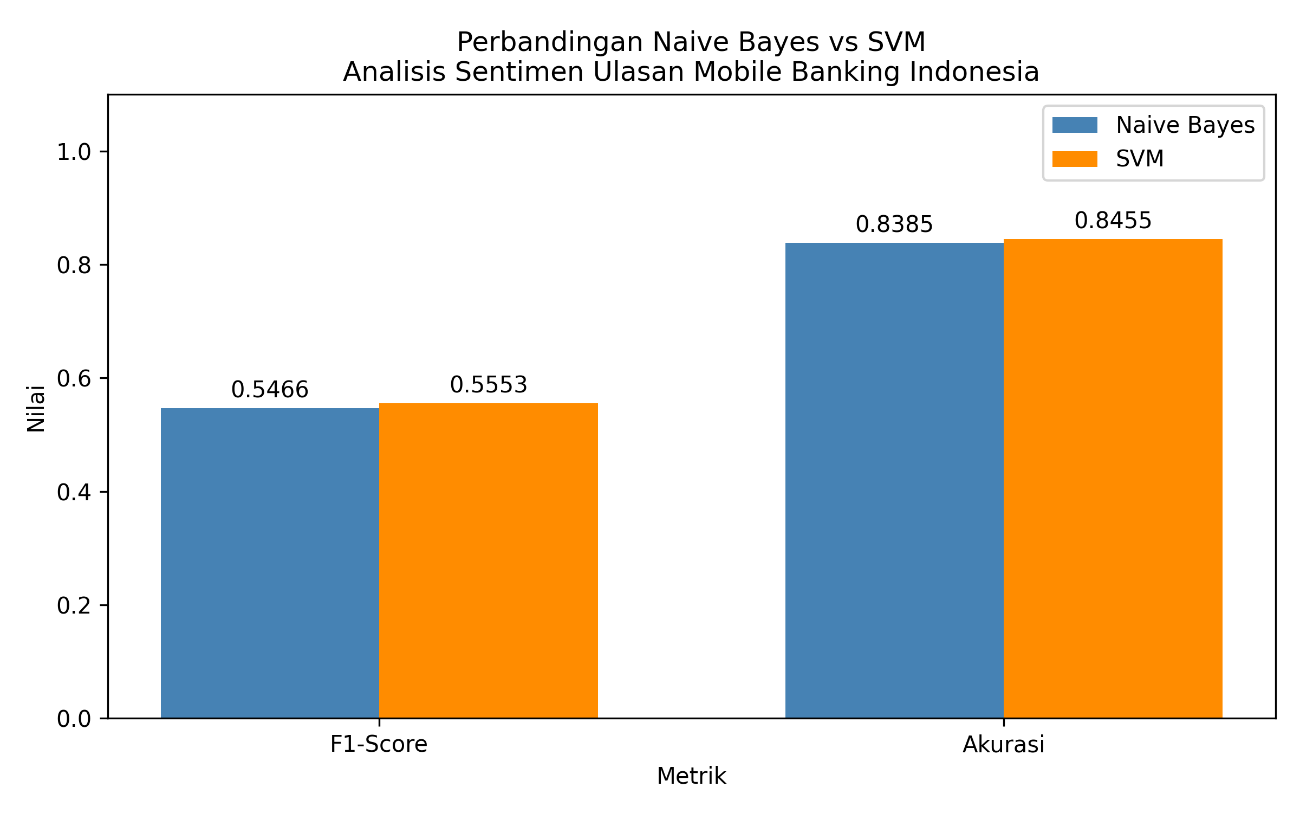 Perbandingan Naive Bayes vs SVM
Analisis Sentimen Ulasan Mobile Banking Indonesia
Naive Bayes
SVM
1.0
0.8
0.6
0.4
0.2
0.0
Nilai
0.5466
0.5553
0.8385
0.8455
F1-Score
Akurasi
Metrik